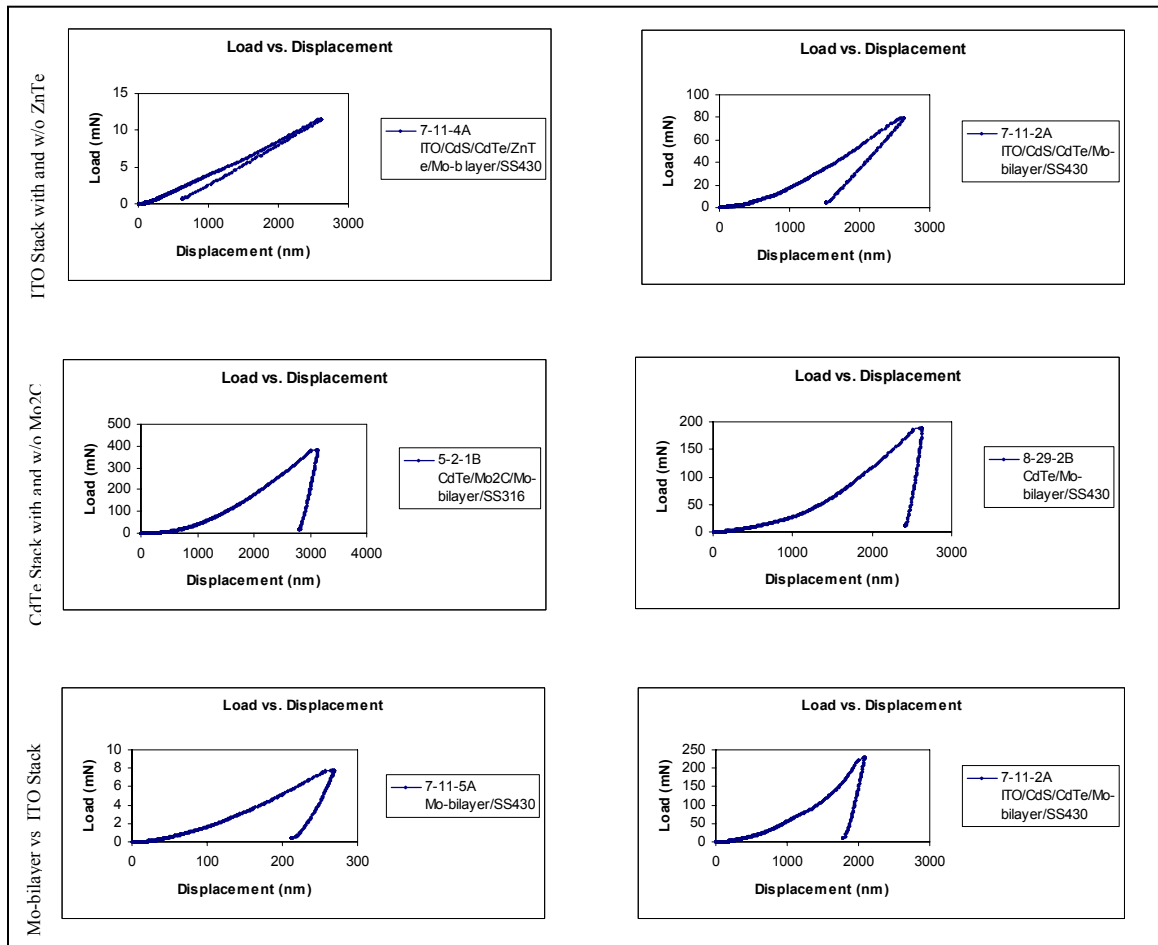 ITO Stack with and w/o ZnTe
Load vs. Displacement
Load (mN)
15
10
5
0
0 1000 2000 3000
Displacement (nm)
7-11-4A
ITO/CdS/CdTe/ZnT
e/Mo-bilayer/SS430
Load vs. Displacement
Load (mN)
100
80
60
40
20
0
0 1000 2000 3000
Displacement (nm)
7-11-2A
ITO/CdS/CdTe/Mo-
bilayer/SS430
CdTe Stack with and w/o Mo2C
Load vs. Displacement
Load (mN)
500
400
300
200
100
0
0 1000 2000 3000 4000
Displacement (nm)
5-2-1B
CdTe/Mo2C/Mo-
bilayer/SS316
Load vs. Displacement
Load (mN)
200
150
100
50
0
0 1000 2000 3000
Displacement (nm)
8-29-2B
CdTe/Mo-
bilayer/SS430
Mo-bilayer vs ITO Stack
Load vs. Displacement
Load (mN)
10
8
6
4
2
0
0 100 200 300
Displacement (nm)
7-11-5A
Mo-bilayer/SS430
Load vs. Displacement
Load (mN)
250
200
150
100
50
0
0 1000 2000 3000
Displacement (nm)
7-11-2A
ITO/CdS/CdTe/Mo-
bilayer/SS430